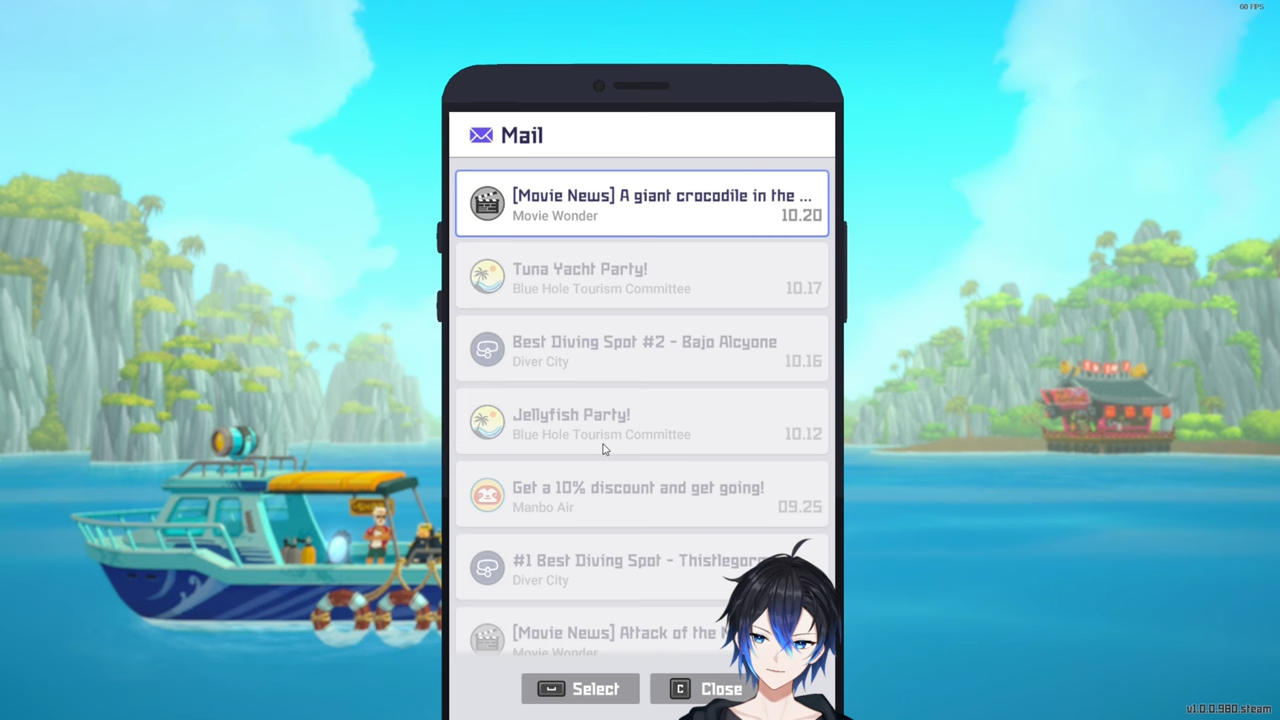 60 FPS
Mail
[Movie News] A giant crocodile in the ...
Movie Wonder
10.20
Tuna Yacht Party!
Blue Hole Tourism Committee
10.17
Best Diving Spot #2 - Bajo Alcyone
Diver City
10.16
Jellyfish Party!
Blue Hole Tourism Committee
10.12
Get a 10% discount and get going!
Manbo Air
09.25
#1 Best Diving Spot - Thistlegor
Diver City
[Movie News] Attack of the
Movie Wonder
Select
C Close
v1.0.0.980.steam